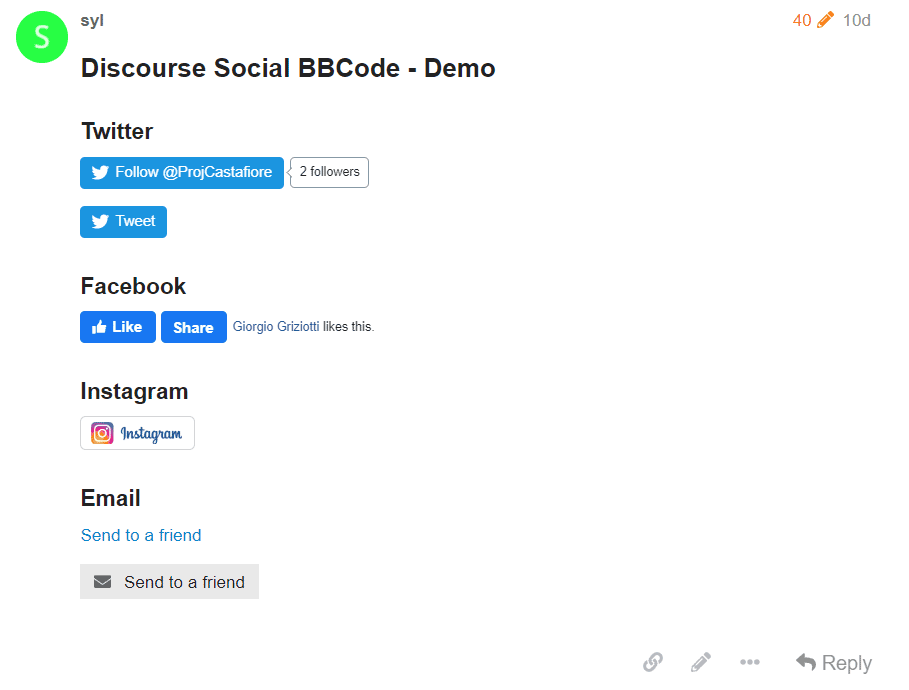 S
syl
40
10d
Discourse Social BBCode - Demo
Twitter
Follow @ProjCastafiore
2 followers
Tweet
Facebook
Like
Share
Giorgio Griziotti likes this.
Instagram
Instagram
Email
Send to a friend
Send to a friend
Reply